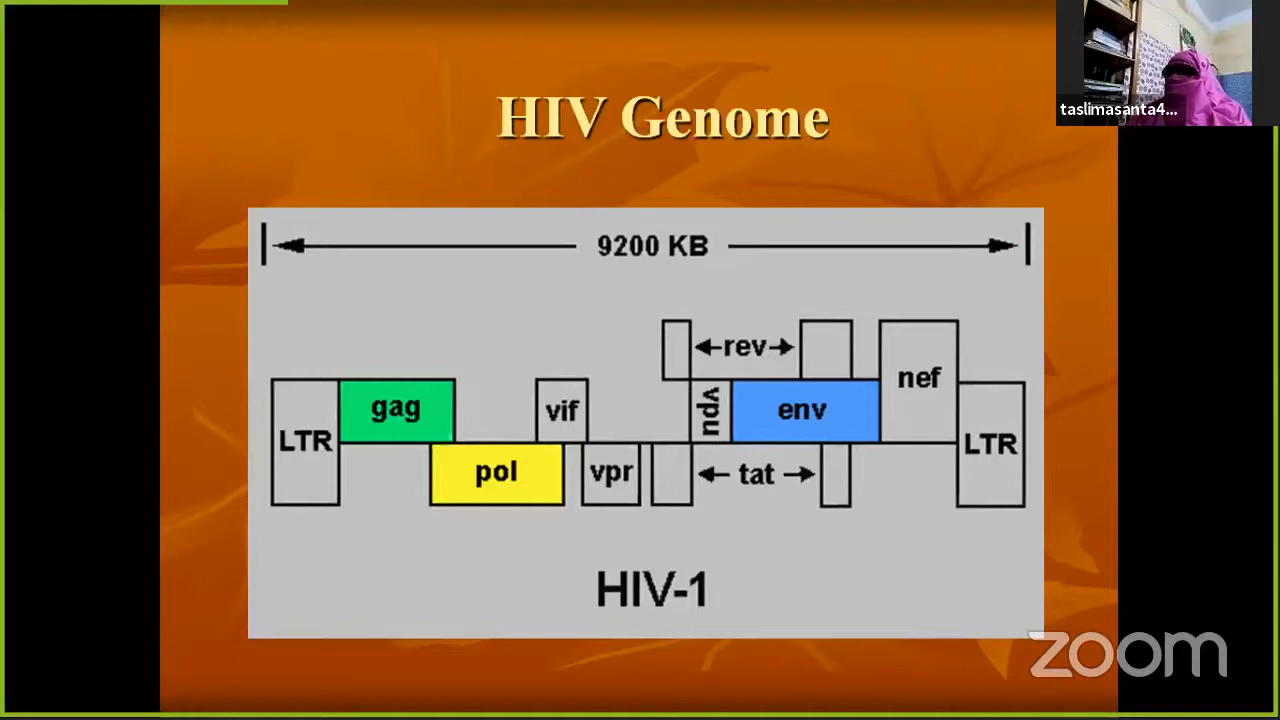 taslimasanta4...
HIV Genome
9200 KB
rev
nef
LTR
gag
vif
vpu
env
LTR
pol
vpr
tat
HIV-1
zoom